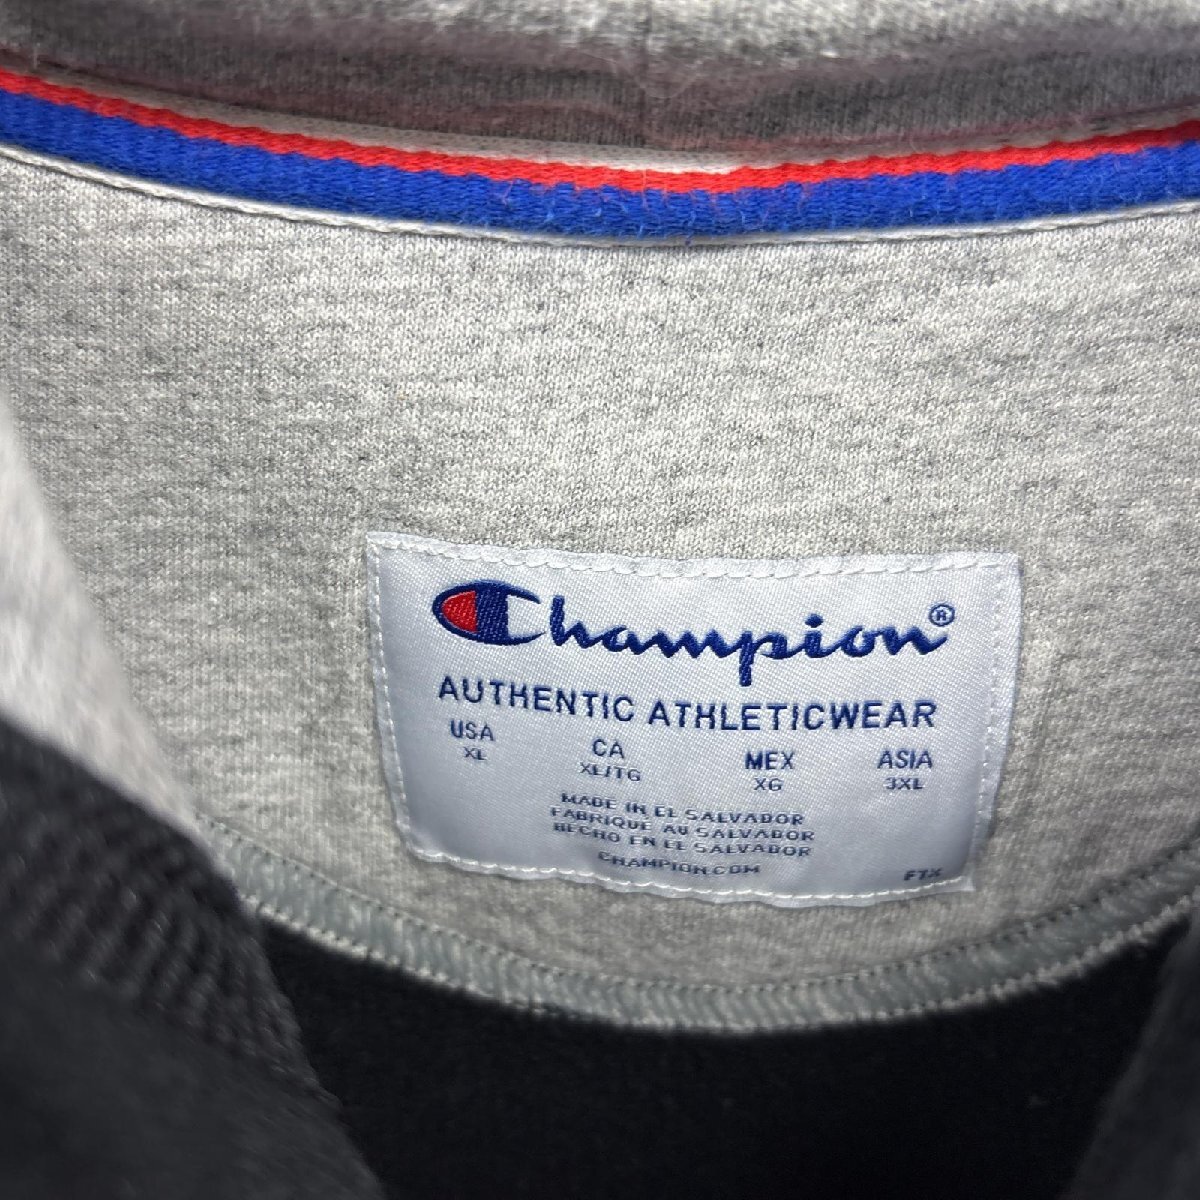 Champion®
AUTHENTIC ATHLETICWEAR
USA CA MEX ASIA
XL XL/TG XG 3XL
MADE IN EL SALVADOR
FABRIQUE AU SALVADOR
HECHO EN EL SALVADOR
CHAMPION.COM
FTX